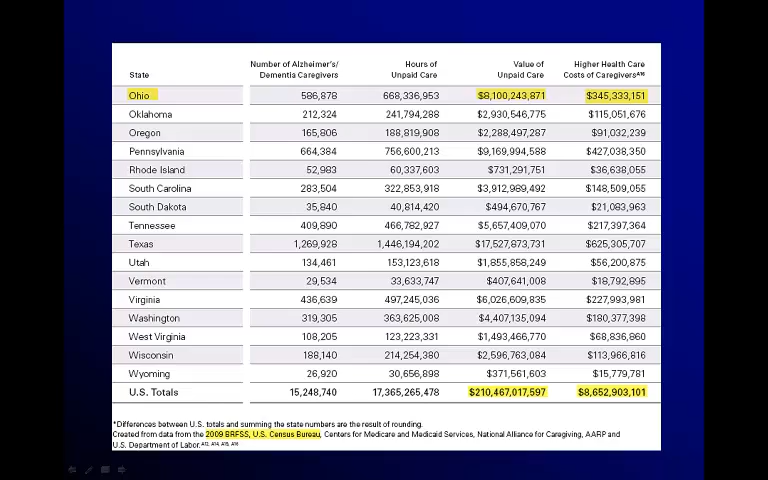 Number of Alzheimer's/ Hours of Value of Higher Health Care
State Dementia Caregivers Unpaid Care Unpaid Care Costs of Caregivers^A16
Ohio 586,878 668,336,953 $8,100,243,871 $345,333,151
Oklahoma 212,324 241,794,288 $2,930,546,775 $115,051,676
Oregon 165,806 188,819,908 $2,288,497,287 $91,032,239
Pennsylvania 664,384 756,600,213 $9,169,994,588 $427,038,350
Rhode Island 52,983 60,337,603 $731,291,751 $36,638,055
South Carolina 283,504 322,853,918 $3,912,989,492 $148,509,055
South Dakota 35,840 40,814,420 $494,670,767 $21,083,963
Tennessee 409,890 466,782,927 $5,657,409,070 $217,397,364
Texas 1,269,928 1,446,194,202 $17,527,873,731 $625,305,707
Utah 134,461 153,123,618 $1,855,858,249 $56,200,875
Vermont 29,534 33,633,747 $407,641,008 $18,792,895
Virginia 436,639 497,245,036 $6,026,609,835 $227,993,981
Washington 319,305 363,625,008 $4,407,135,094 $180,377,398
West Virginia 108,205 123,223,331 $1,493,466,770 $68,836,860
Wisconsin 188,140 214,254,380 $2,596,763,084 $113,966,816
Wyoming 26,920 30,656,898 $371,561,603 $15,779,781
U.S. Totals 15,248,740 17,365,265,478 $210,467,017,597 $8,652,903,101
*Differences between U.S. totals and summing the state numbers are the result of rounding.
Created from data from the 2009 BRFSS, U.S. Census Bureau, Centers for Medicare and Medicaid Services, National Alliance for Caregiving, AARP and
U.S. Department of Labor.^A13, A14, A15, A16